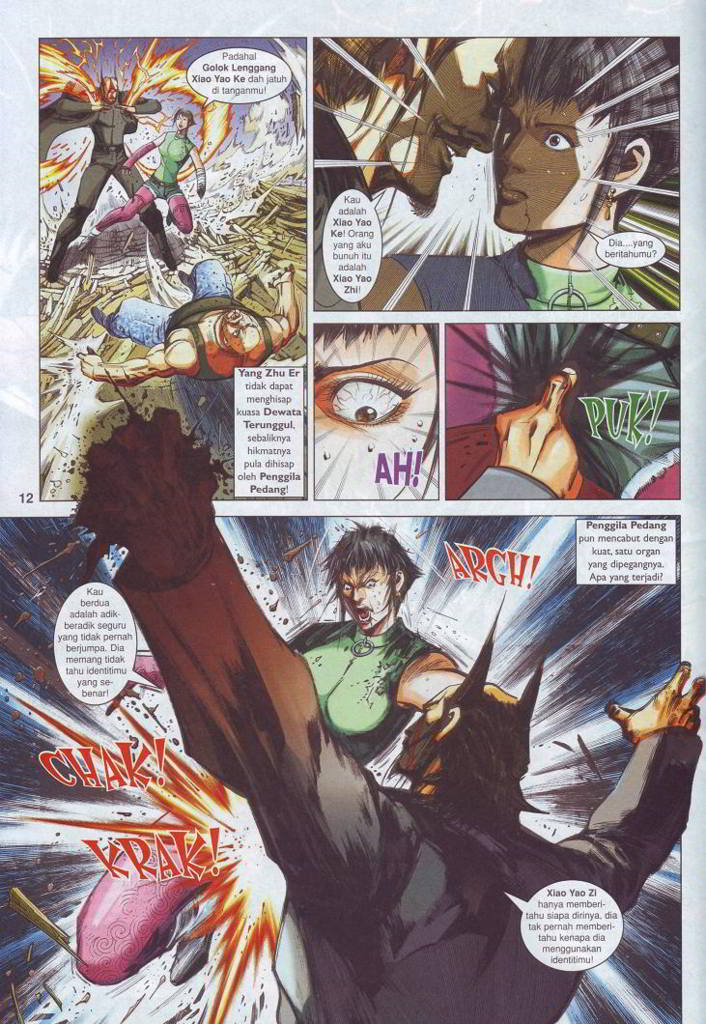 Padahal
Golok Lenggang
Xiao Yao Ke dah jatuh
di tanganmu!
Kau
adalah
Xiao Yao
Ke! Orang
yang aku
bunuh itu
adalah
Xiao Yao
Zhi!
Dia....yang
beritahumu?
Yang Zhu Er
tidak dapat
menghisap
kuasa Dewata
Terunggul,
sebaliknya
hikmatnya
pula dihisap
oleh Penggila
Pedang!
AH!
PUK!
12
Penggila Pedang
pun mencabut dengan
kuat, satu organ
yang dipegangnya.
Apa yang terjadi?
ARGH!
Kau
berdua
adalah adik-
beradik seguru
yang tidak pernah
berjumpa. Dia
memang tidak
tahu identitimu
yang se-
benar!
CHAK!
KRAK!
Xiao Yao Zi
hanya memberi-
tahu siapa dirinya, dia
tak pernah member-
itahu kenapa dia
menggunakan
identitimu!